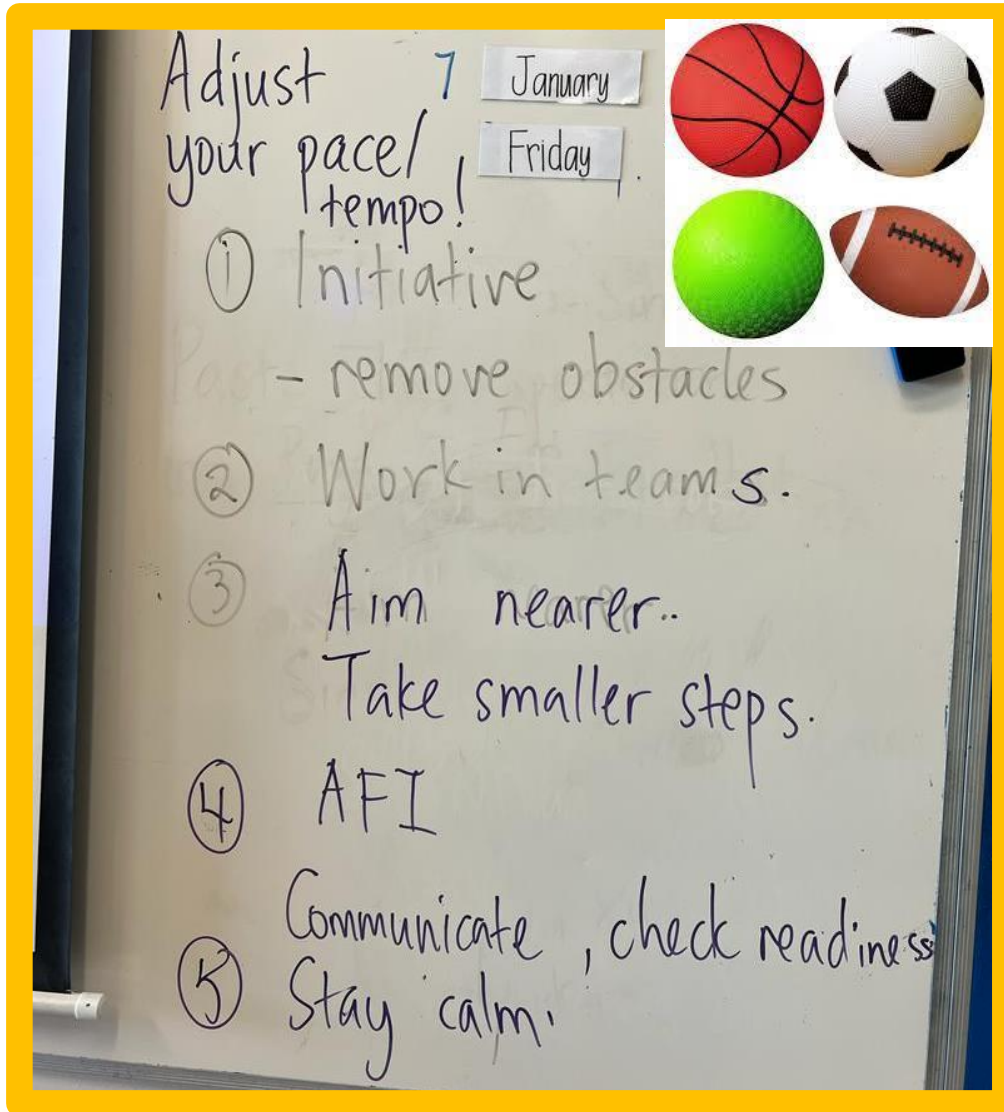 Adjust
your pace/
tempo!
7 January
Friday
① Initiative
- remove obstacles
② Work in teams.
③ Aim nearer..
Take smaller steps.
④ AFI
Communicate, check readiness
⑤ Stay calm.